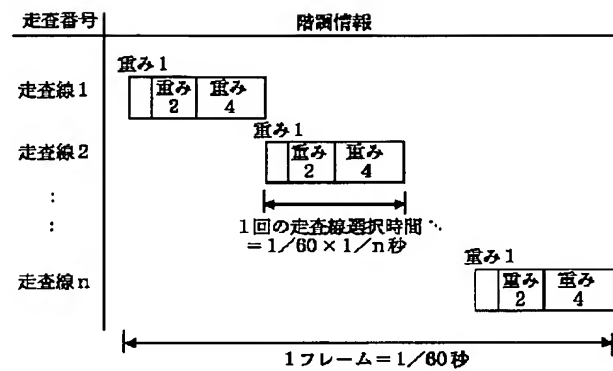 走査番号 階調情報
重み1
走査線1 重み2 重み4
重み1
走査線2 重み2 重み4
:
:
1回の走査線選択時間
=1/60×1/n秒
重み1
走査線n 重み2 重み4
1フレーム=1/60秒